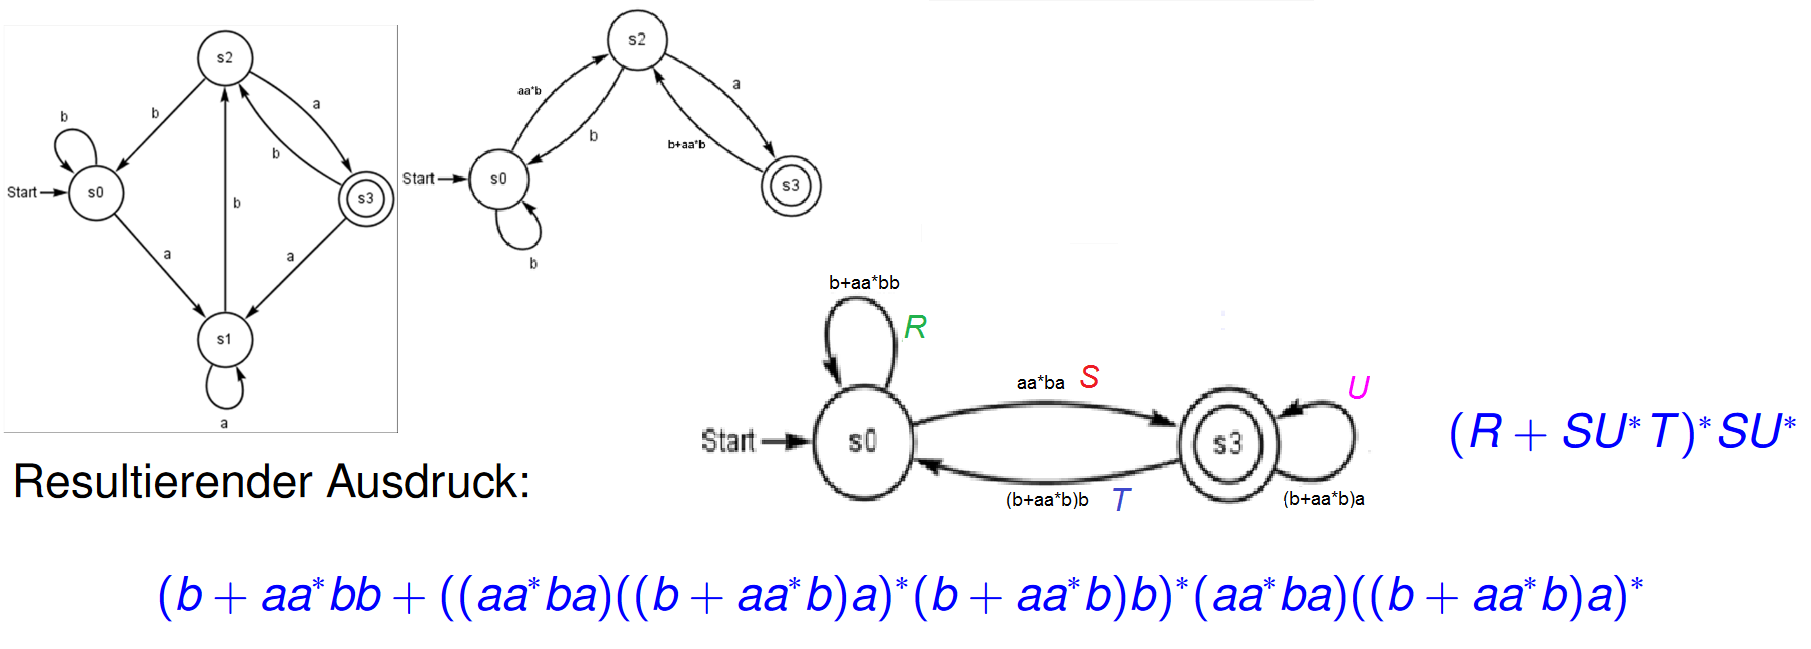 s2
b
a
b
b
Start
s0
s3
b
a
a
s1
a
s2
aa*b
a
b
b+aa*b
Start
s0
s3
b
b+aa*bb
R
aa*ba S
U
Start
s0
s3
(R + SU*T)*SU*
(b+aa*b)b T
(b+aa*b)a
Resultierender Ausdruck:
(b + aa*bb + ((aa*ba)((b + aa*b)a)*(b + aa*b)b)*(aa*ba)((b + aa*b)a)*